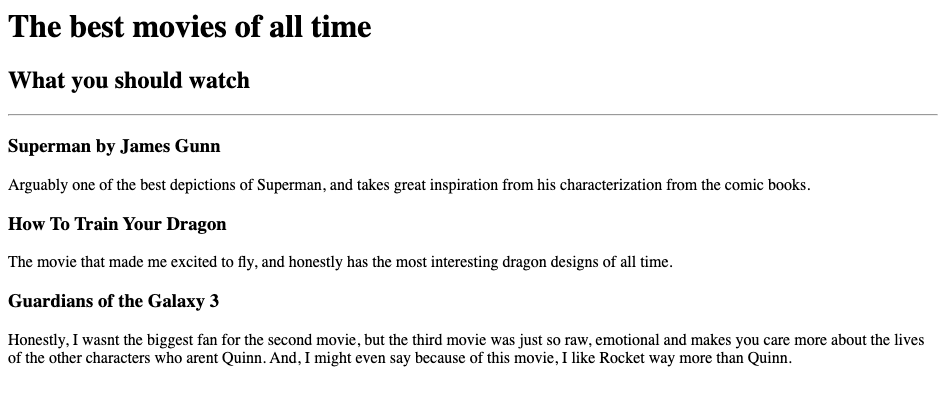 The best movies of all time
What you should watch
Superman by James Gunn
Arguably one of the best depictions of Superman, and takes great inspiration from his characterization from the comic books.
How To Train Your Dragon
The movie that made me excited to fly, and honestly has the most interesting dragon designs of all time.
Guardians of the Galaxy 3
Honestly, I wasnt the biggest fan for the second movie, but the third movie was just so raw, emotional and makes you care more about the lives
of the other characters who arent Quinn. And, I might even say because of this movie, I like Rocket way more than Quinn.